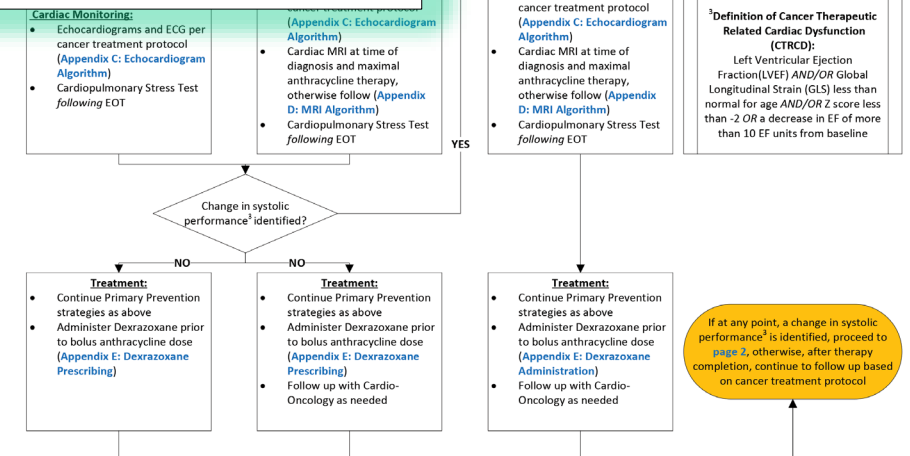 Cardiac Monitoring:
• Echocardiograms and ECG per
cancer treatment protocol
(Appendix C: Echocardiogram
Algorithm)
• Cardiopulmonary Stress Test
following EOT
(Appendix C: Echocardiogram
Algorithm)
• Cardiac MRI at time of
diagnosis and maximal
anthracycline therapy,
otherwise follow (Appendix
D: MRI Algorithm)
• Cardiopulmonary Stress Test
following EOT
cancer treatment protocol
(Appendix C: Echocardiogram
Algorithm)
• Cardiac MRI at time of
diagnosis and maximal
anthracycline therapy,
otherwise follow (Appendix
D: MRI Algorithm)
• Cardiopulmonary Stress Test
following EOT
3Definition of Cancer Therapeutic
Related Cardiac Dysfunction
(CTRCD):
Left Ventricular Ejection
Fraction(LVEF) AND/OR Global
Longitudinal Strain (GLS) less than
normal for age AND/OR Z score less
than -2 OR a decrease in EF of more
than 10 EF units from baseline
YES
Change in systolic
performance3 identified?
NO
NO
Treatment:
• Continue Primary Prevention
strategies as above
• Administer Dexrazoxane prior
to bolus anthracycline dose
(Appendix E: Dexrazoxane
Prescribing)
Treatment:
• Continue Primary Prevention
strategies as above
• Administer Dexrazoxane prior
to bolus anthracycline dose
(Appendix E: Dexrazoxane
Prescribing)
• Follow up with Cardio-
Oncology as needed
Treatment:
• Continue Primary Prevention
strategies as above
• Administer Dexrazoxane prior
to bolus anthracycline dose
(Appendix E: Dexrazoxane
Administration)
• Follow up with Cardio-
Oncology as needed
If at any point, a change in systolic
performance3 is identified, proceed to
page 2, otherwise, after therapy
completion, continue to follow up based
on cancer treatment protocol